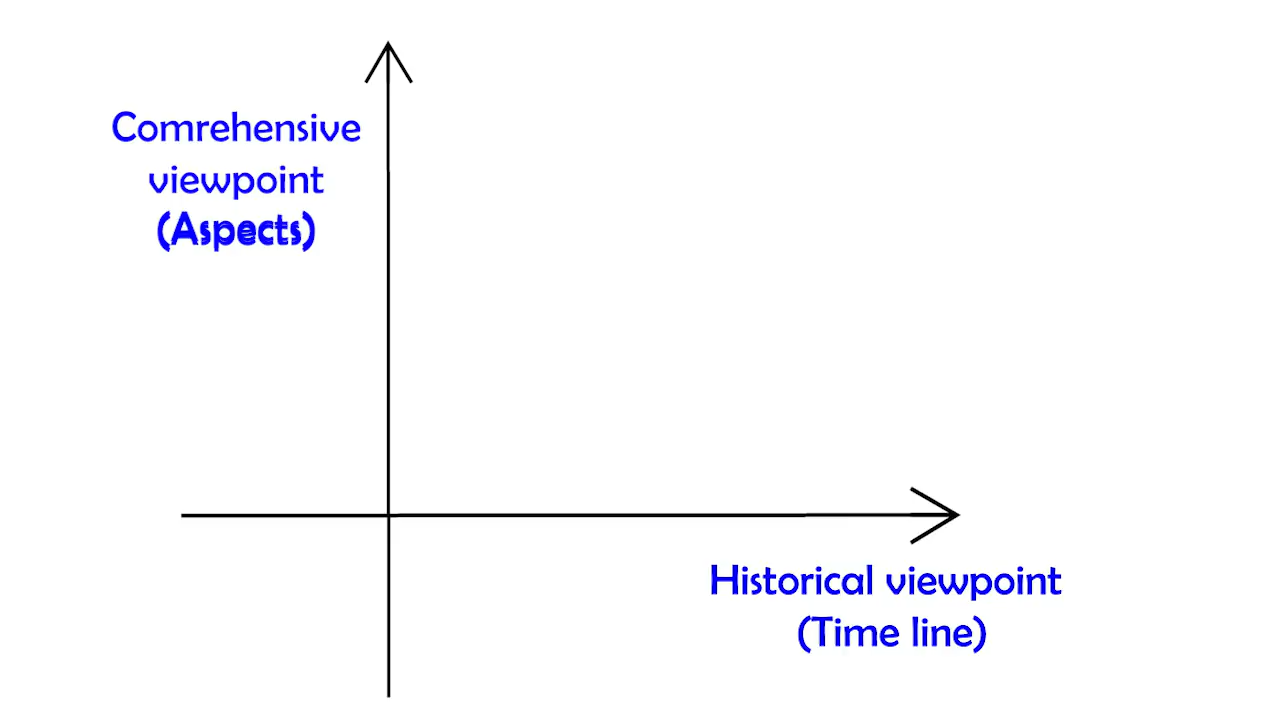 Comrehensive
viewpoint
(Aspects)
Historical viewpoint
(Time line)